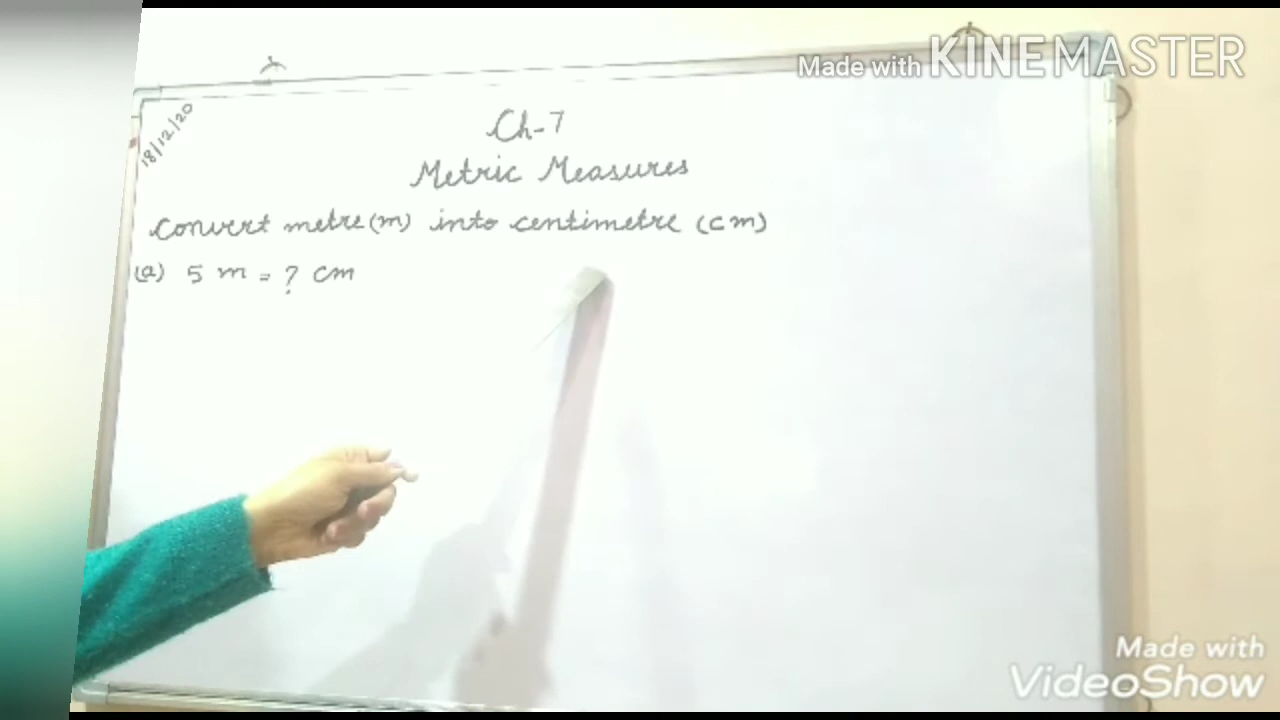 Made with KINEMASTER
18/12/20
Ch-7
Metric Measures
Convert metre (m) into centimetre (cm)
(a) 5 m = ? cm
Made with
VideoShow